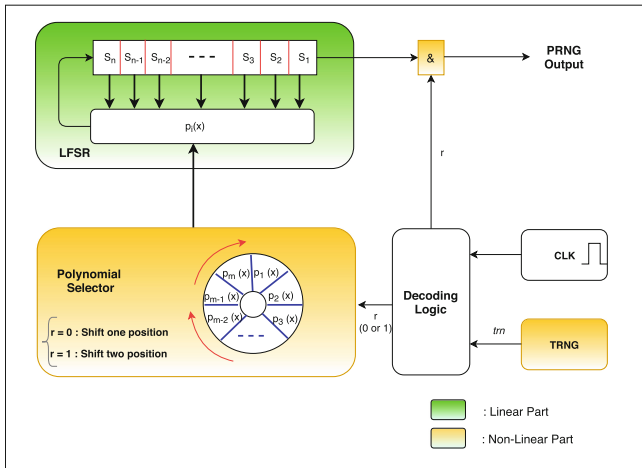 Sn Sn-1 Sn-2 --- S3 S2 S1
&
PRNG
Output
pi(x)
LFSR
r
Polynomial
Selector
pm (x) p1 (x)
pm-1 (x) p2 (x)
pm-2 (x) p3 (x)
---
r = 0 : Shift one position
r = 1 : Shift two position
r
(0 or 1)
Decoding
Logic
CLK
trn
TRNG
: Linear Part
: Non-Linear Part